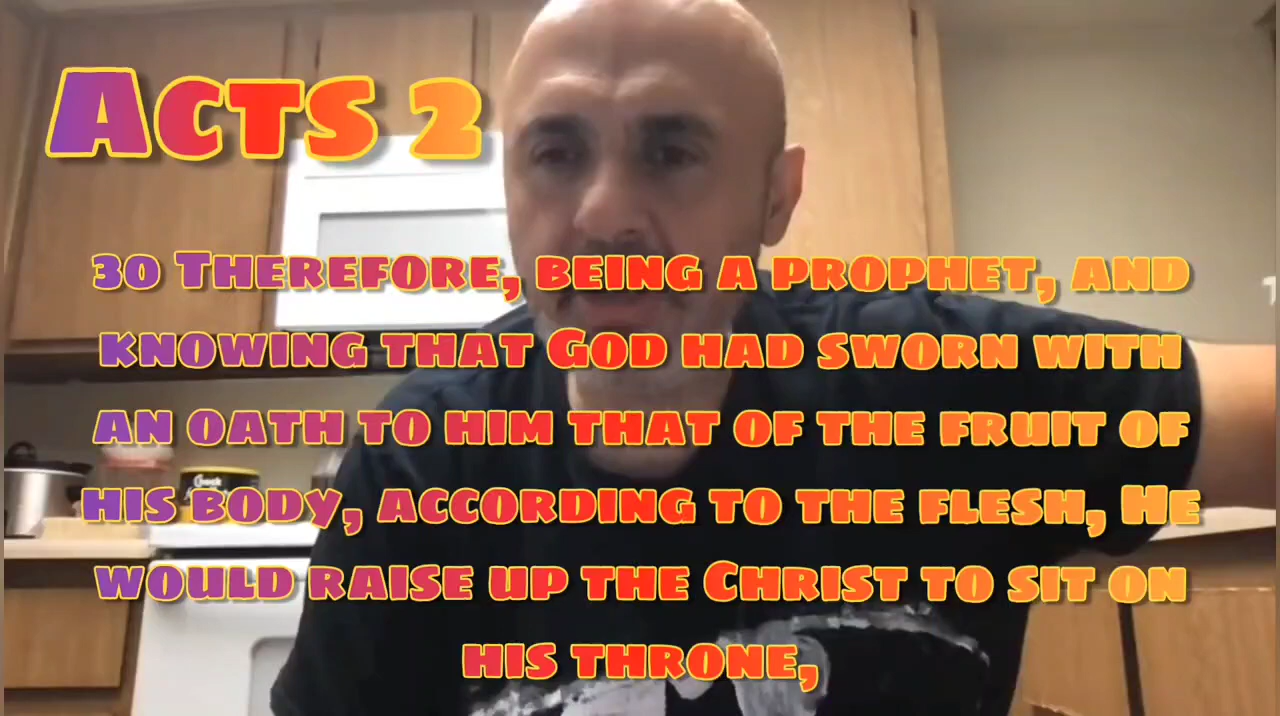 Acts 2
30 Therefore, being a prophet, and
knowing that God had sworn with
an oath to him that of the fruit of
his body, according to the flesh, He
would raise up the Christ to sit on
his throne,